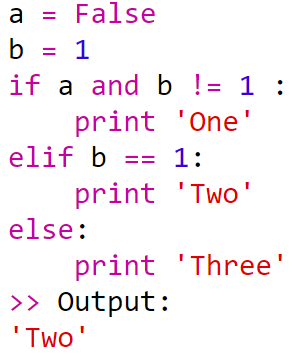 a = False
b = 1
if a and b != 1 :
    print 'One'
elif b == 1:
    print 'Two'
else:
    print 'Three'
>> Output:
'Two'